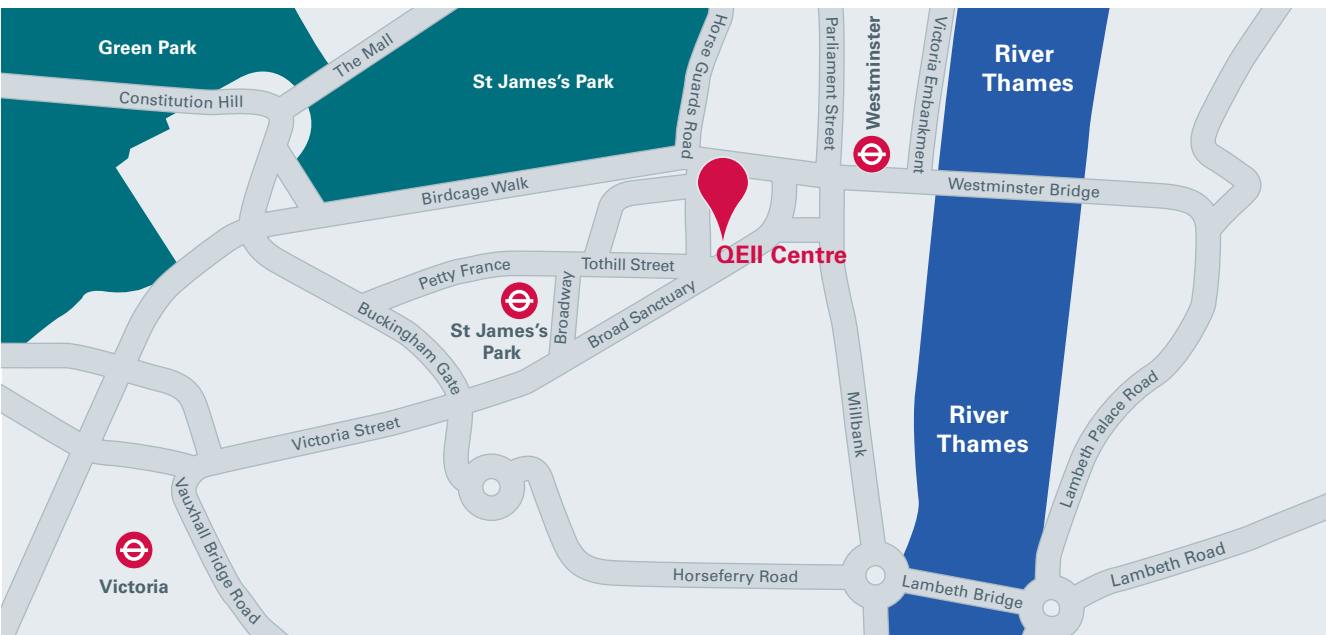 Green Park
The Mall
St James's Park
Constitution Hill
Horse Guards Road
Parliament Street
Westminster
Victoria Embankment
River
Thames
Birdcage Walk
Westminster Bridge
QEII Centre
Petty France
Tothill Street
Broadway
St James's
Park
Buckingham Gate
Broad Sanctuary
Victoria Street
Millbank
River
Thames
Lambeth Palace Road
Vauxhall Bridge Road
Victoria
Horseferry Road
Lambeth Bridge
Lambeth Road